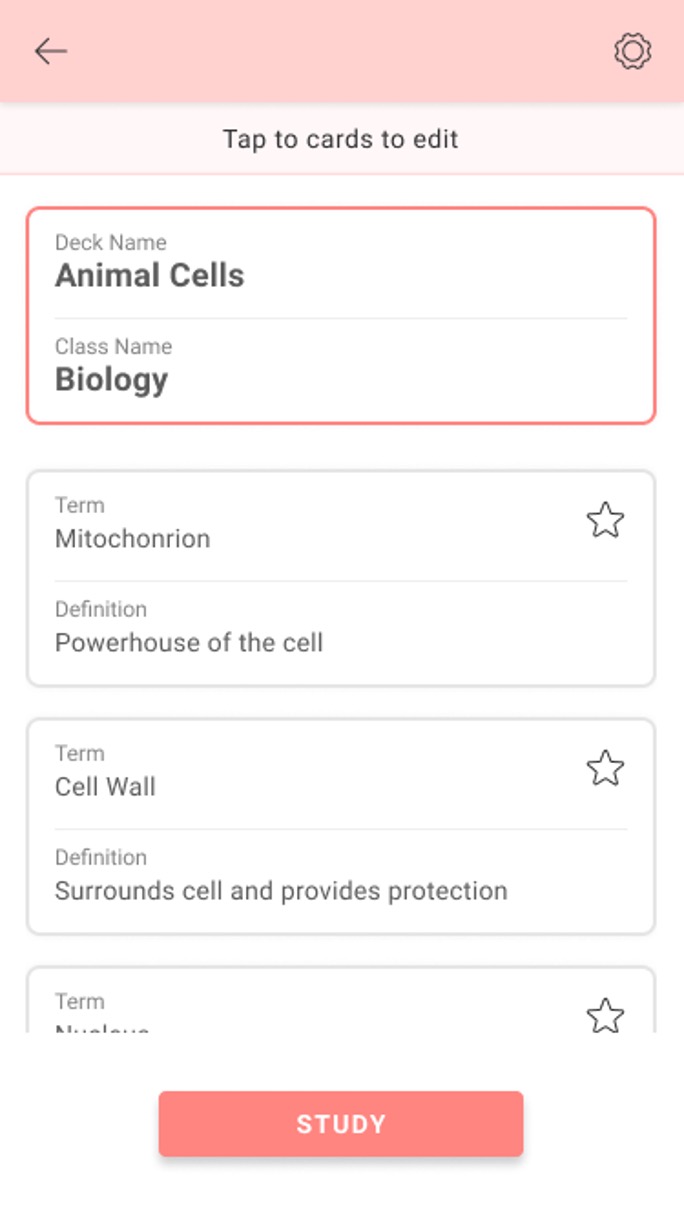 Tap to cards to edit
Deck Name
Animal Cells
Class Name
Biology
Term
Mitochonrion
Definition
Powerhouse of the cell
Term
Cell Wall
Definition
Surrounds cell and provides protection
Term
Nucleus
STUDY